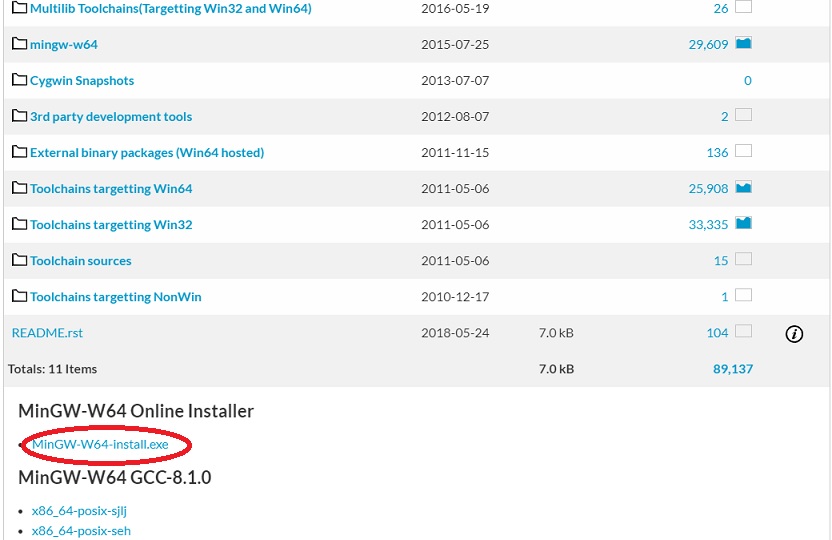 Multilib Toolchains(Targetting Win32 and Win64) 2016-05-19 26
mingw-w64 2015-07-25 29,609
Cygwin Snapshots 2013-07-07 0
3rd party development tools 2012-08-07 2
External binary packages (Win64 hosted) 2011-11-15 136
Toolchains targetting Win64 2011-05-06 25,908
Toolchains targetting Win32 2011-05-06 33,335
Toolchain sources 2011-05-06 15
Toolchains targetting NonWin 2010-12-17 1
README.rst 2018-05-24 7.0 kB 104 i
Totals: 11 Items 7.0 kB 89,137
MinGW-W64 Online Installer
• MinGW-W64-install.exe
MinGW-W64 GCC-8.1.0
• x86_64-posix-sjlj
• x86_64-posix-seh